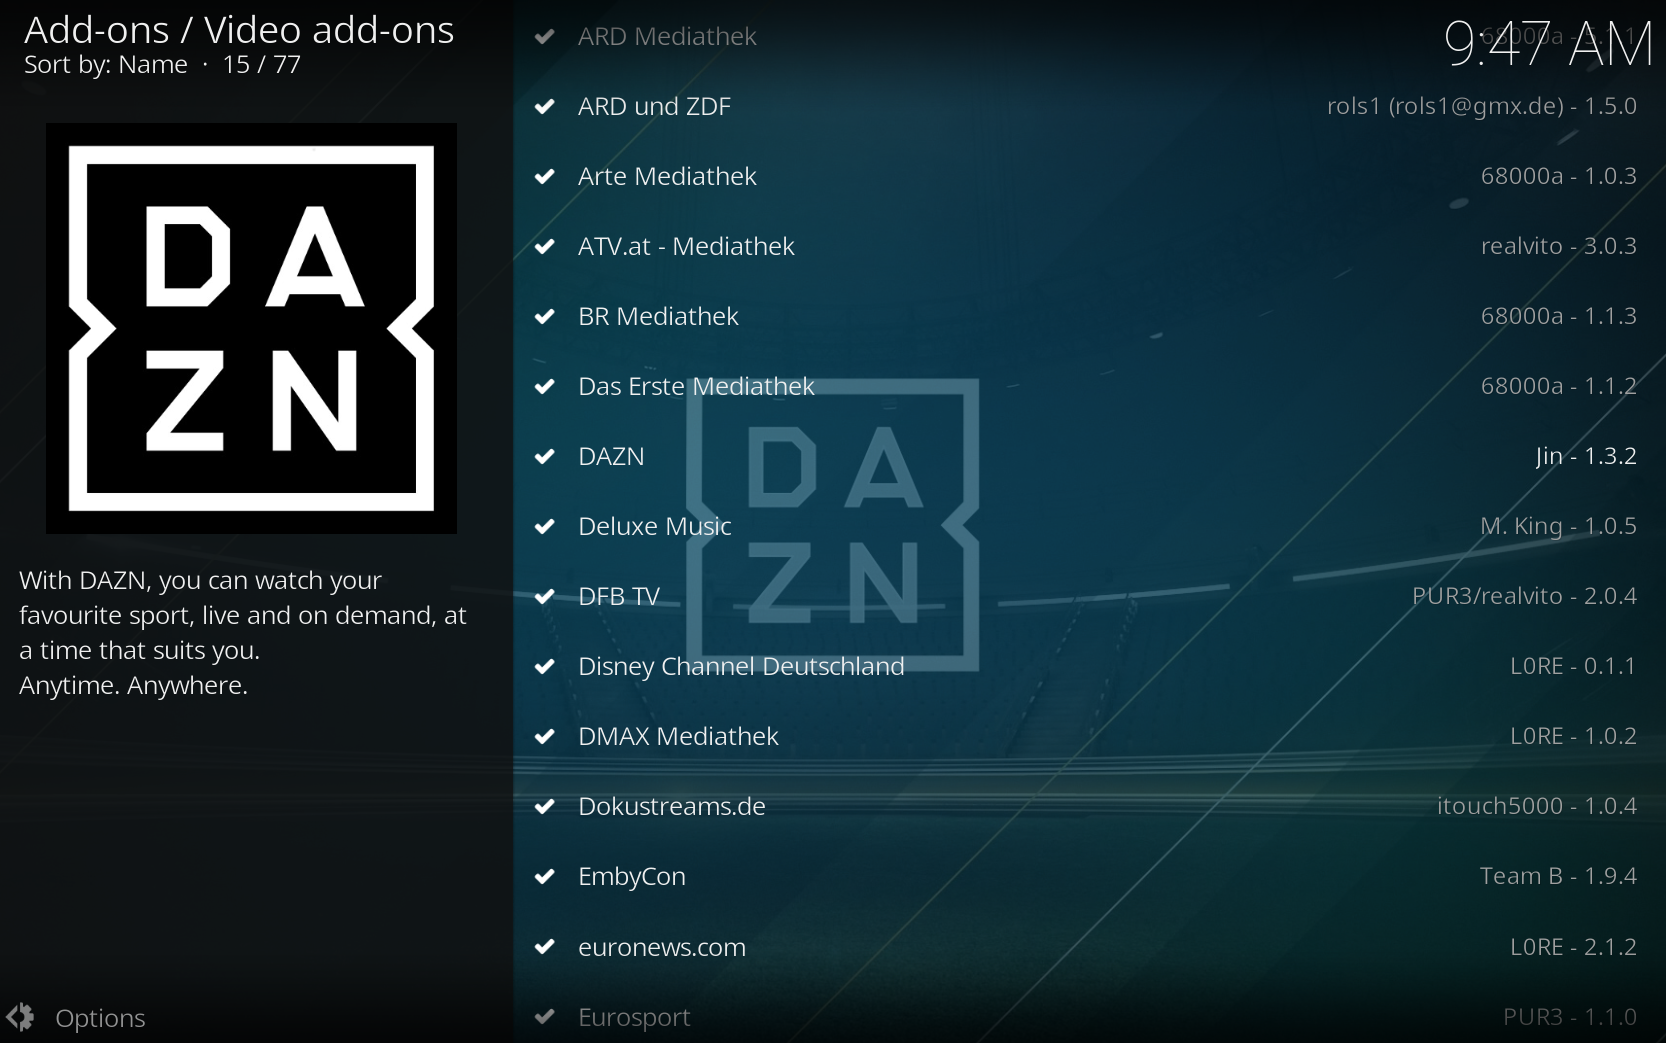 Add-ons / Video add-ons
Sort by: Name · 15 / 77
9:47 AM
DA
ZN
With DAZN, you can watch your
favourite sport, live and on demand, at
a time that suits you.
Anytime. Anywhere.
Options
ARD Mediathek 68000a -
ARD und ZDF rols1 (rols1@gmx.de) - 1.5.0
Arte Mediathek 68000a - 1.0.3
ATV.at - Mediathek realvito - 3.0.3
BR Mediathek 68000a - 1.1.3
Das Erste Mediathek 68000a - 1.1.2
DAZN Jin - 1.3.2
Deluxe Music M. King - 1.0.5
DFB TV PUR3/realvito - 2.0.4
Disney Channel Deutschland L0RE - 0.1.1
DMAX Mediathek L0RE - 1.0.2
Dokustreams.de itouch5000 - 1.0.4
EmbyCon Team B - 1.9.4
euronews.com L0RE - 2.1.2
Eurosport PUR3 - 1.1.0
DA
ZN